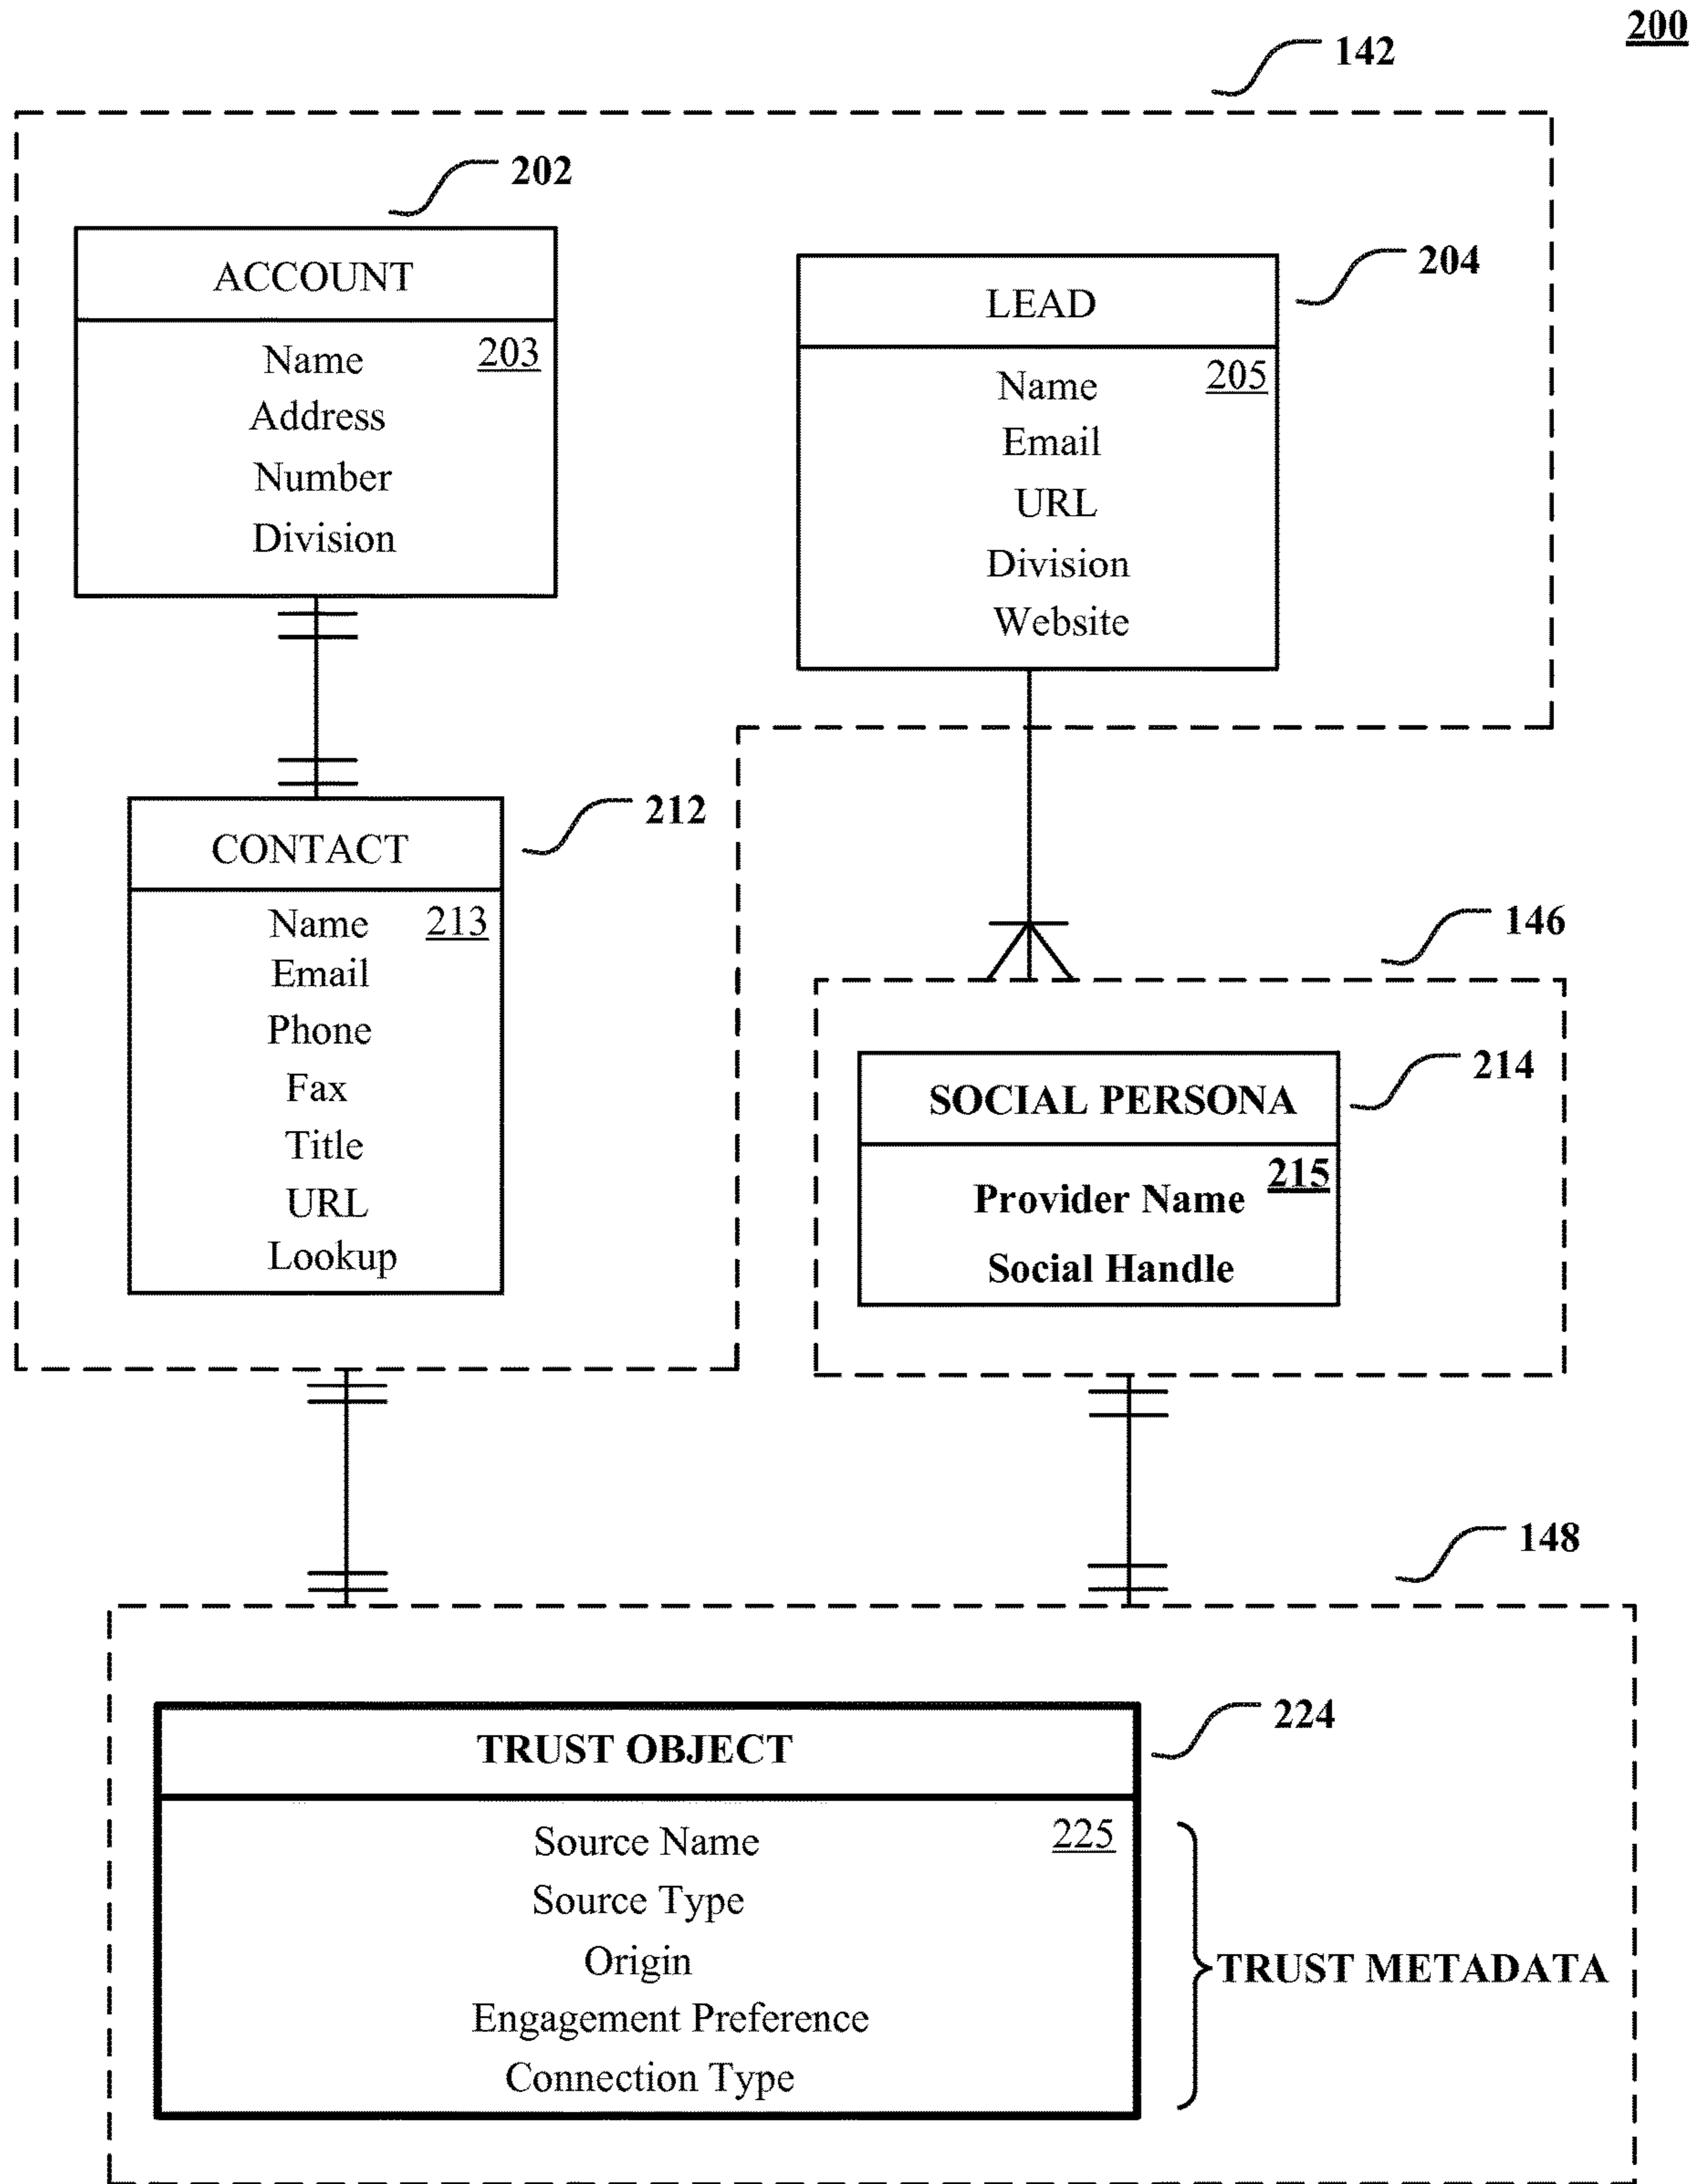 200
142
202
ACCOUNT
203
Name
Address
Number
Division
204
LEAD
205
Name
Email
URL
Division
Website
212
CONTACT
213
Name
Email
Phone
Fax
Title
URL
Lookup
146
214
SOCIAL PERSONA
215
Provider Name
Social Handle
148
224
TRUST OBJECT
225
Source Name
Source Type
Origin
Engagement Preference
Connection Type
TRUST METADATA